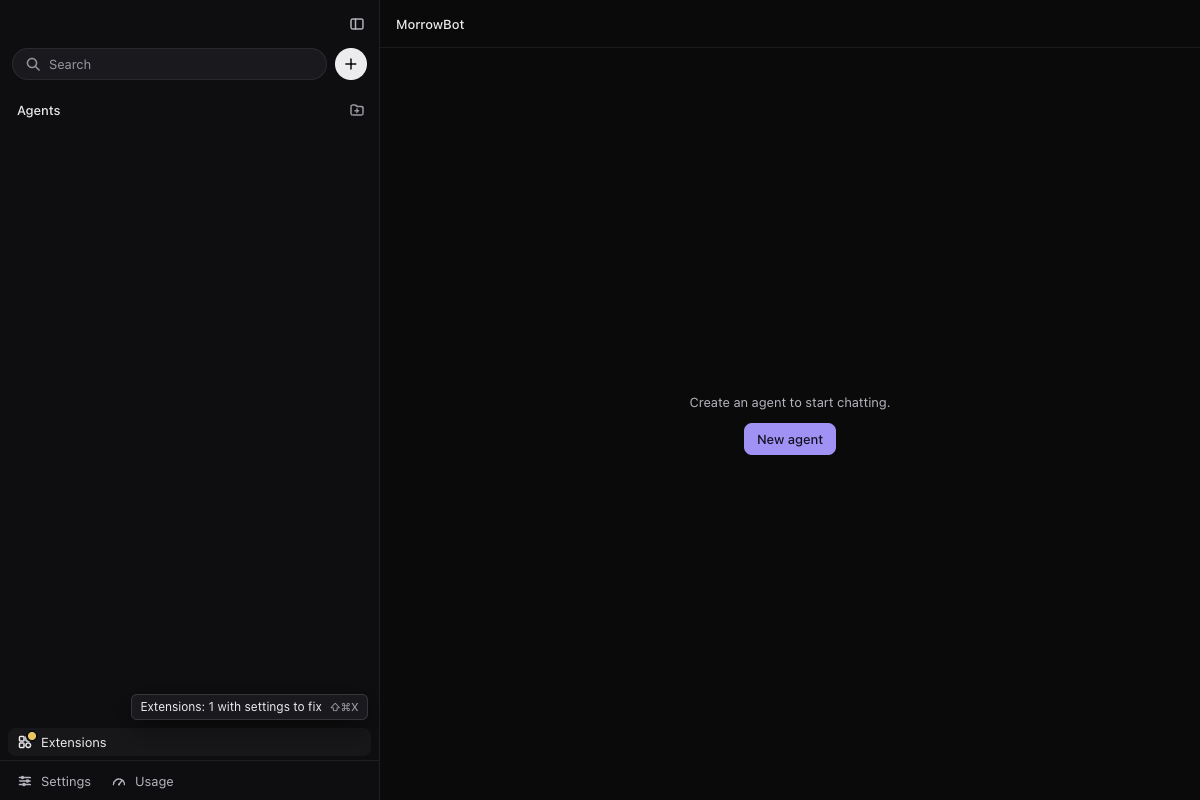 MorrowBot
Search
Agents
Create an agent to start chatting.
New agent
Extensions: 1 with settings to fix ⇧⌘X
Extensions
Settings
Usage